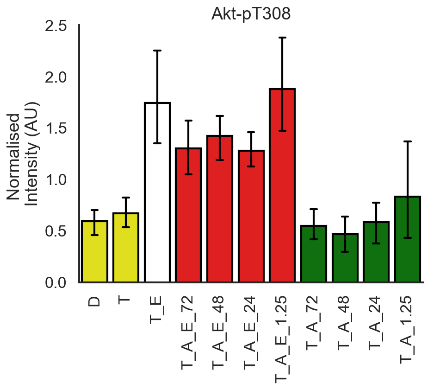 Akt-pT308
Normalised
Intensity (AU)
2.5
2.0
1.5
1.0
0.5
0.0
D
T
T_E
T_A_E_72
T_A_E_48
T_A_E_24
T_A_E_1.25
T_A_72
T_A_48
T_A_24
T_A_1.25